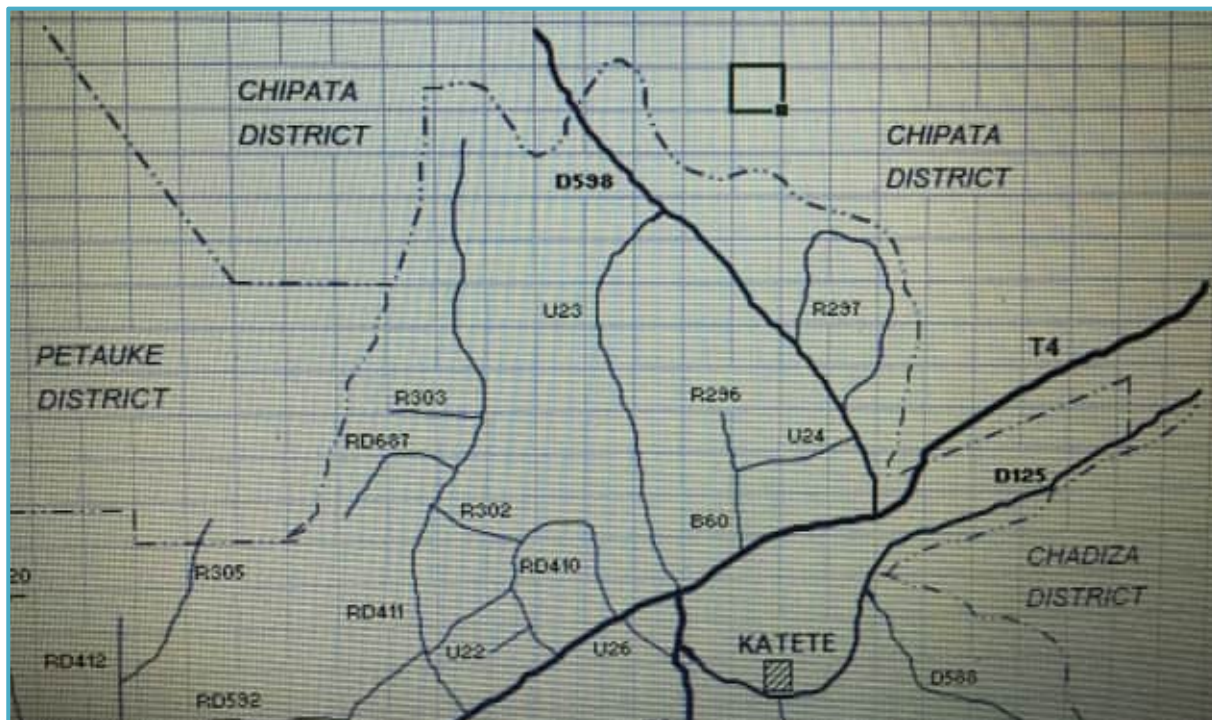 CHIPATA
DISTRICT
CHIPATA
DISTRICT
D598
U23
R297
T4
PETAUKE
DISTRICT
R303
R296
RD687
U24
D125
R302
B60
RD410
CHADIZA
DISTRICT
20
R305
RD411
U22
U26
KATETE
RD412
D588
RD592